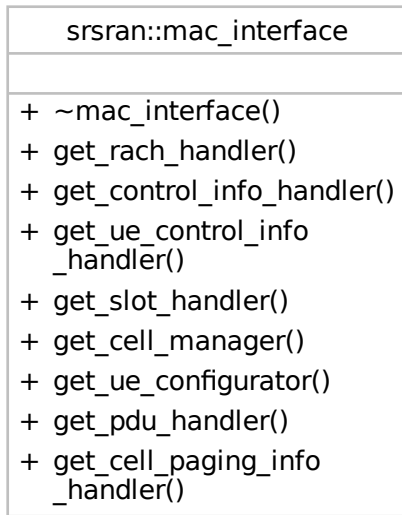 srsran::mac_interface
+ ~mac_interface()
+ get_rach_handler()
+ get_control_info_handler()
+ get_ue_control_info
_handler()
+ get_slot_handler()
+ get_cell_manager()
+ get_ue_configurator()
+ get_pdu_handler()
+ get_cell_paging_info
_handler()